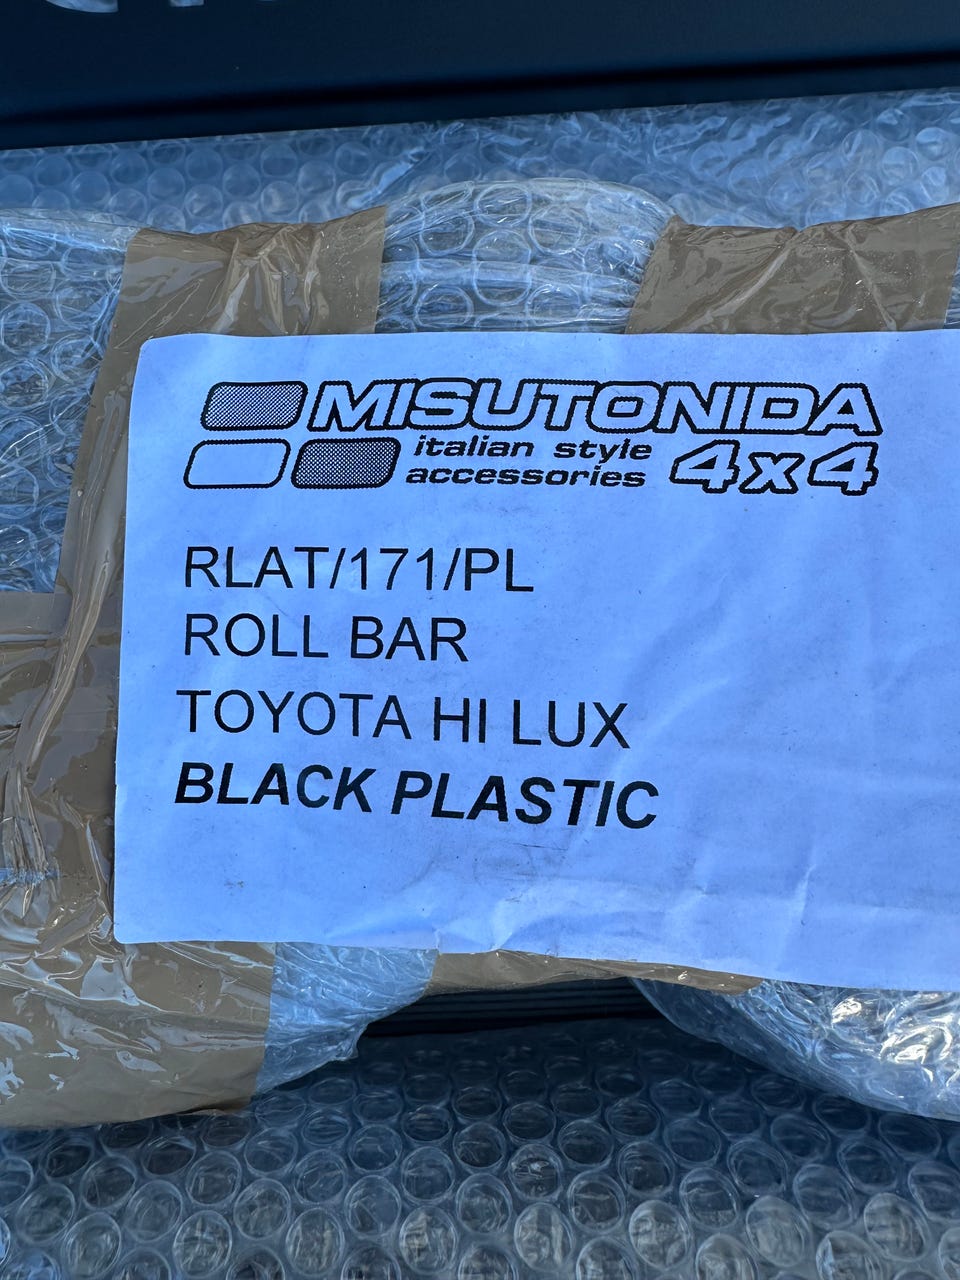 MISUTONIDA
italian style
accessories 4x4
RLAT/171/PL
ROLL BAR
TOYOTA HI LUX
BLACK PLASTIC